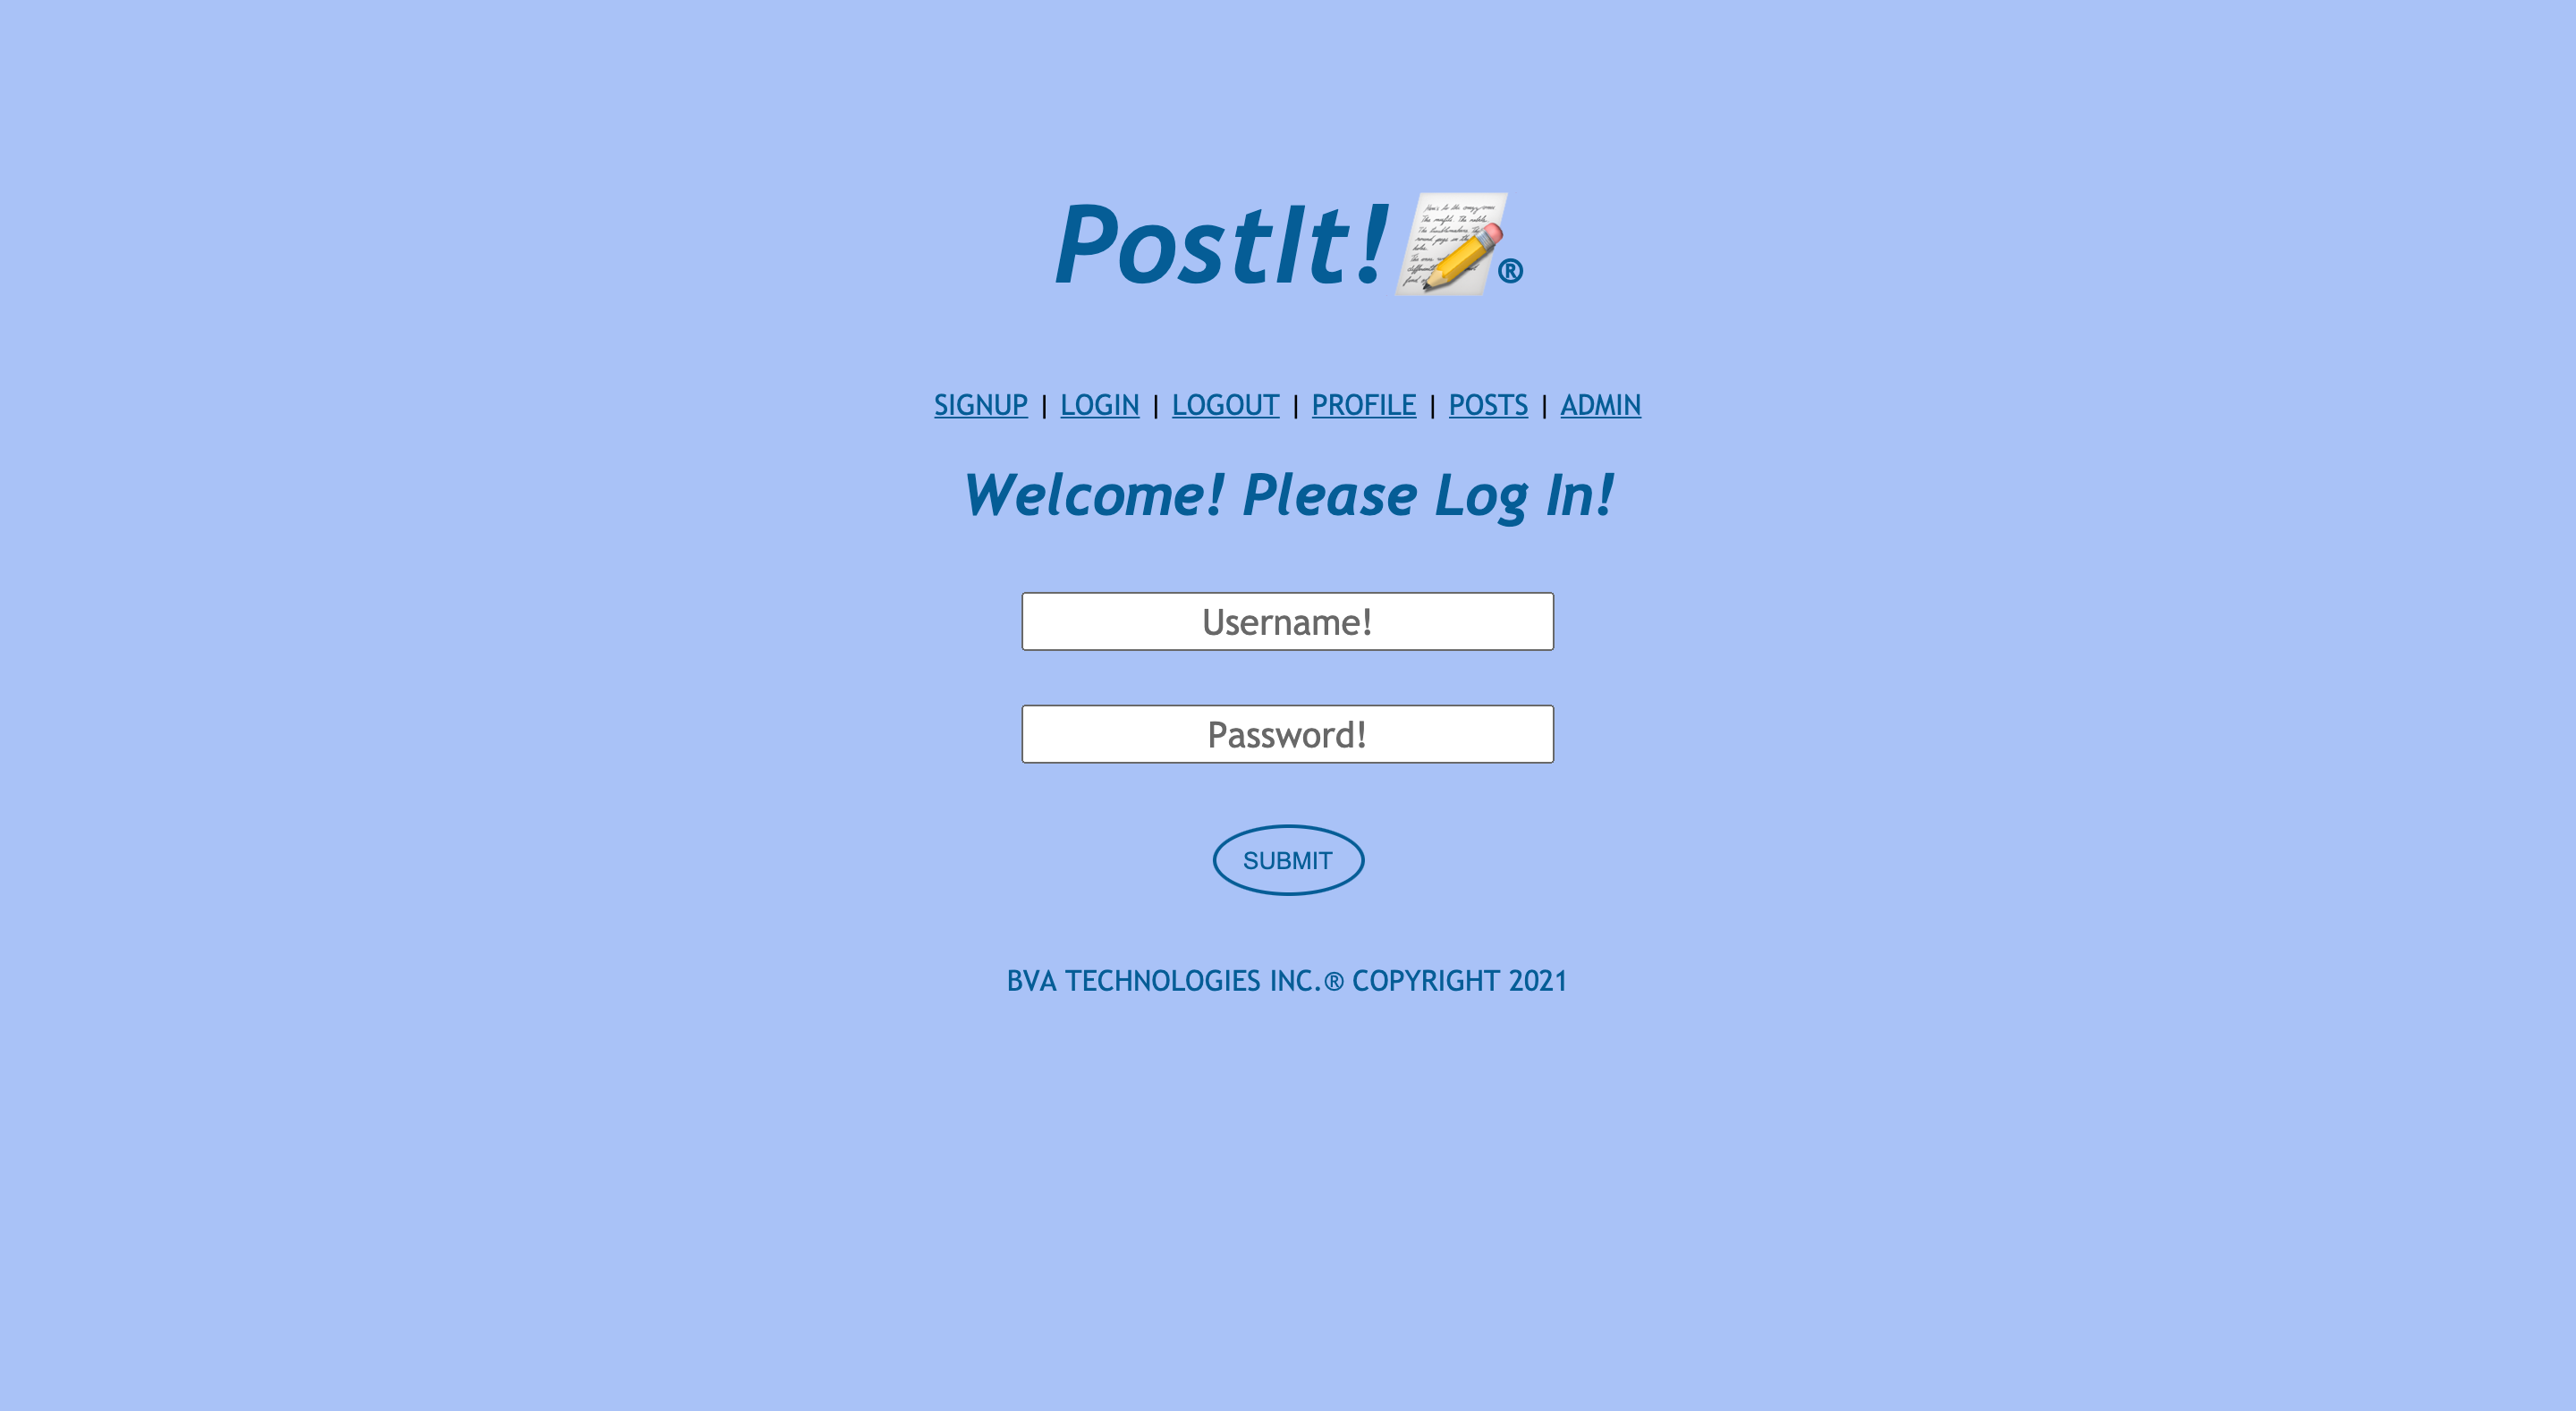 PostIt!📝®
SIGNUP | LOGIN | LOGOUT | PROFILE | POSTS | ADMIN
Welcome! Please Log In!
Username!
Password!
SUBMIT
BVA TECHNOLOGIES INC.® COPYRIGHT 2021